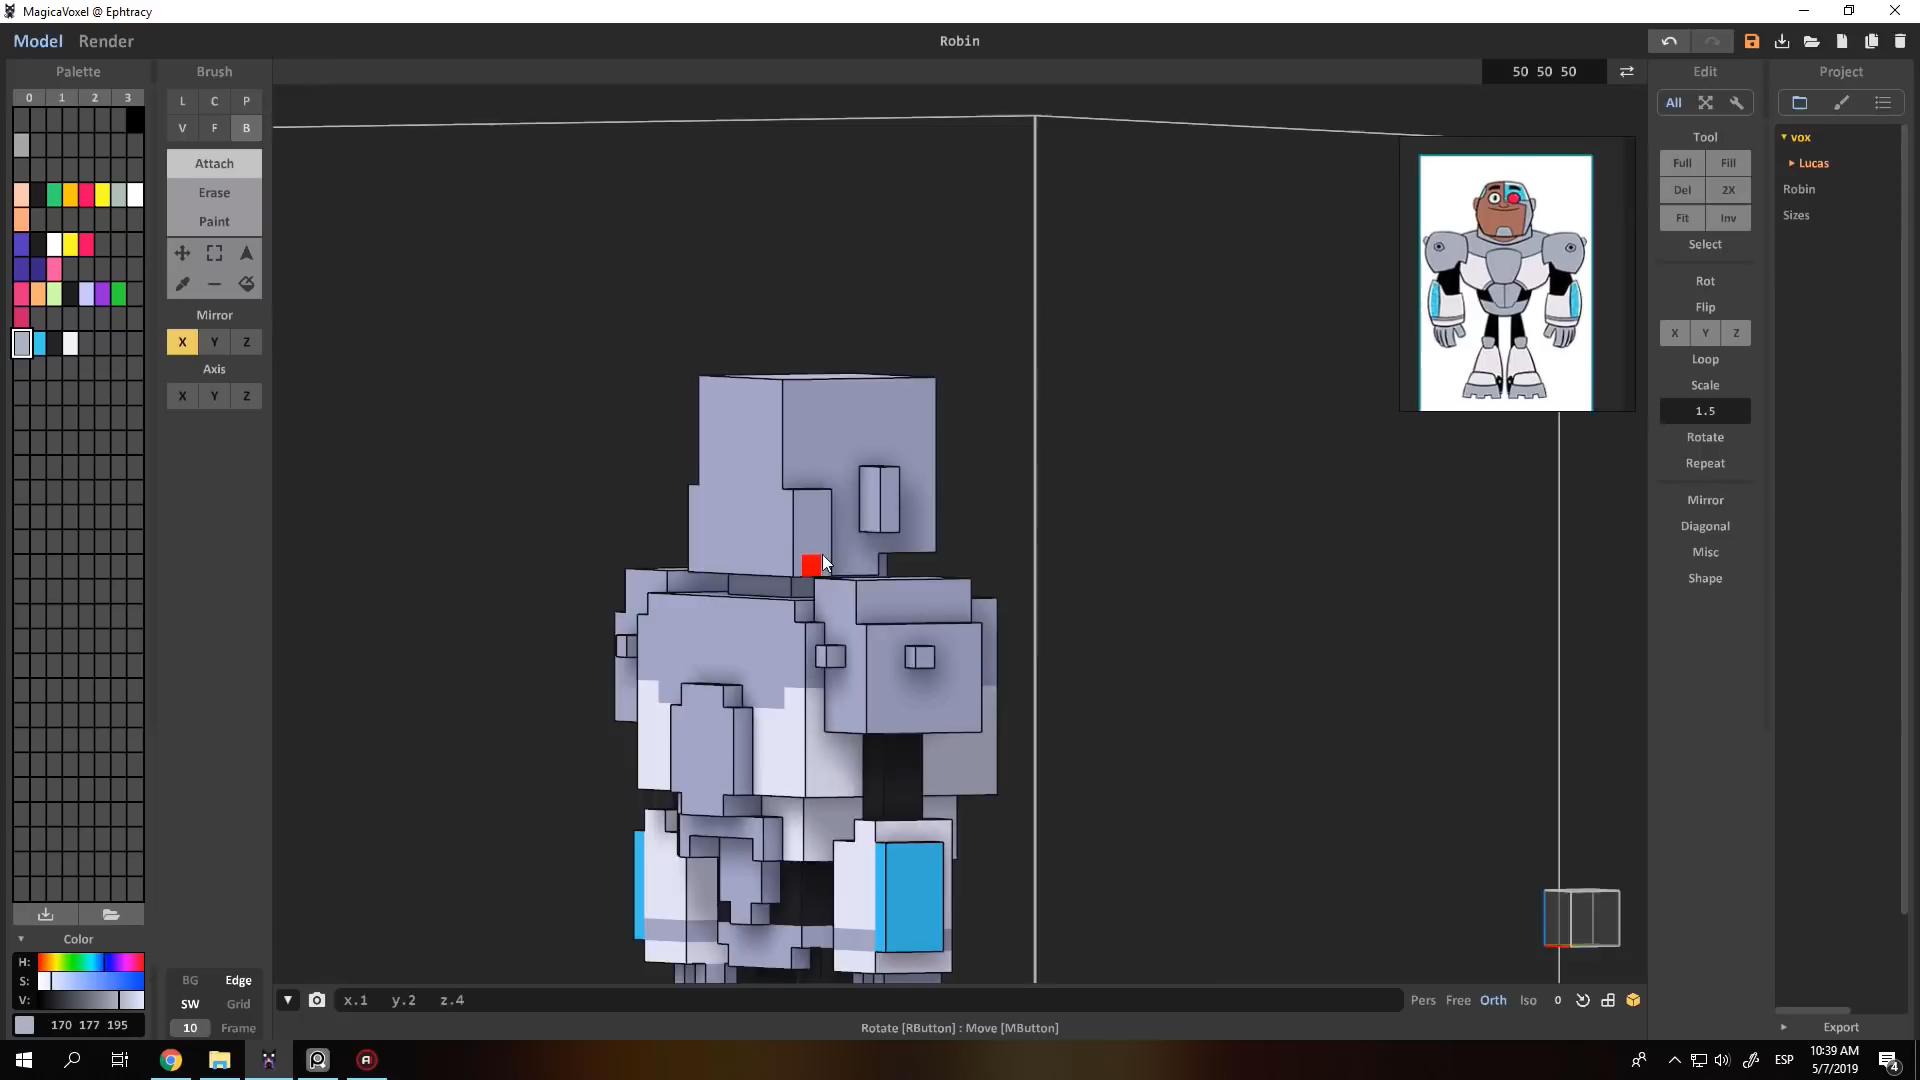 MagicaVoxel @ Ephtracy
Model Render
Robin
50 50 50
Palette
0 1 2 3
Brush
L C P
V F B
Attach
Erase
Paint
Mirror
X Y Z
Axis
X Y Z
Color
H:
S:
V:
170 177 195
BG Edge
SW Grid
10 Frame
x.1 y.2 z.4
Pers Free Orth Iso 0
Rotate [RButton] : Move [MButton]
Edit
All
Tool
Full Fill
Del 2X
Fit Inv
Select
Rot
Flip
X Y Z
Loop
Scale
1.5
Rotate
Repeat
Mirror
Diagonal
Misc
Shape
Project
vox
Lucas
Robin
Sizes
Export
ESP
10:39 AM
5/7/2019
4